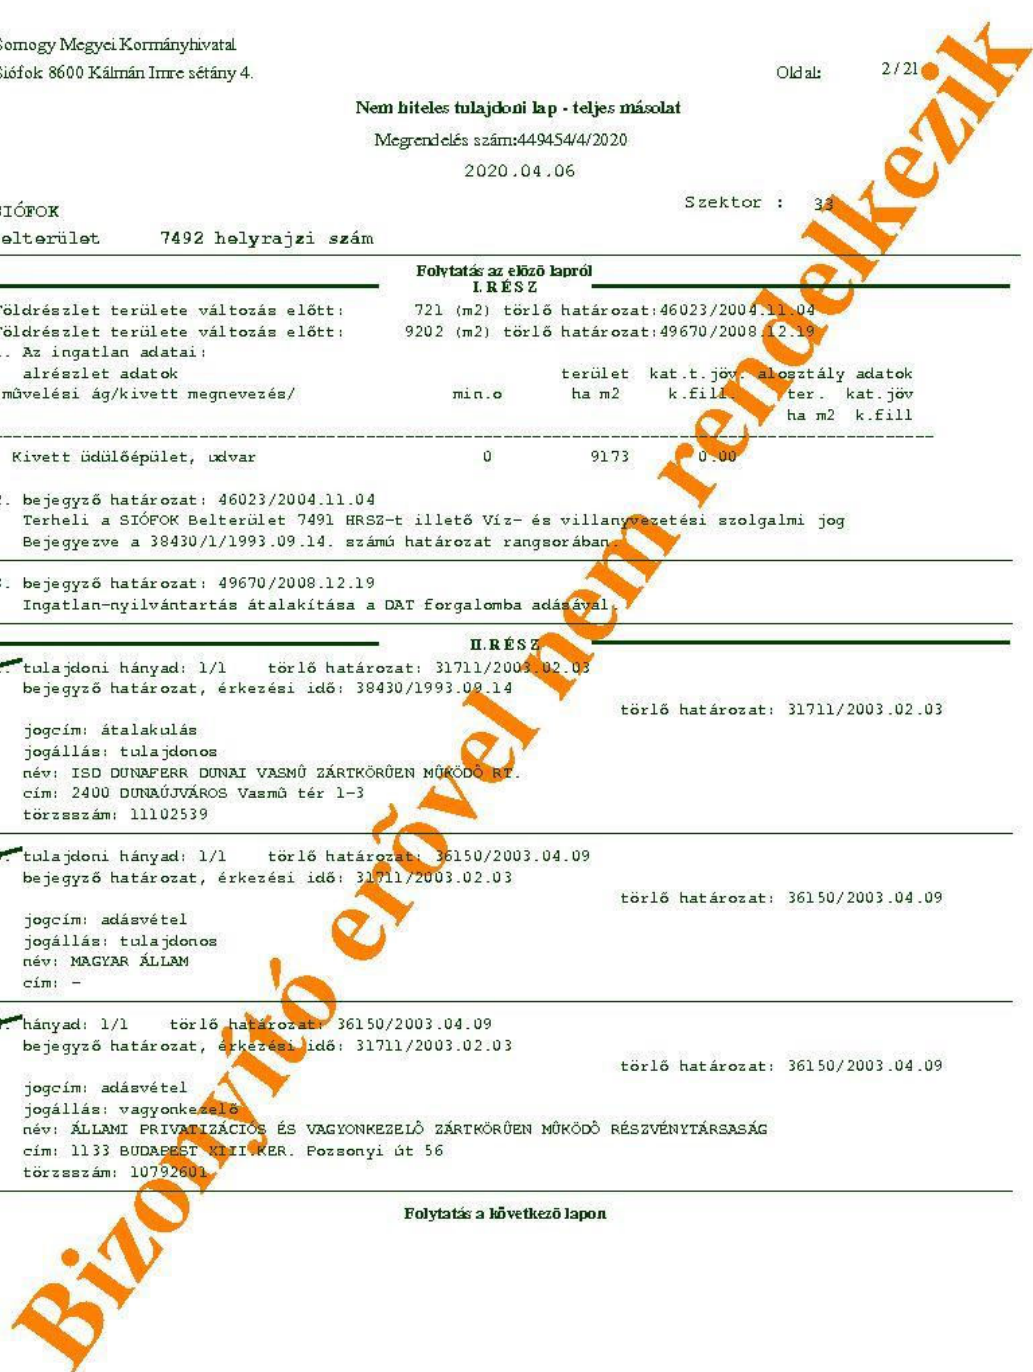 Somogy Megyei Kormányhivatal
Siófok 8600 Kálmán Imre sétány 4.
Oldal: 2 / 21
Nem hiteles tulajdoni lap - teljes másolat
Megrendelés szám:449454/4/2020
2020.04.06
Szektor : 33
SIÓFOK
Belterület 7492 helyrajzi szám
Folytatás az előző lapról
I. R É S Z
Földrészlet területe változás előtt: 721 (m2) törlő határozat:46023/2004.11.04
Földrészlet területe változás előtt: 9202 (m2) törlő határozat:49670/2008.12.19
1. Az ingatlan adatai:
alrészlet adatok terület kat.t.jöv. alosztály adatok
művelési ág/kivett megnevezés/ min.o ha m2 k.fill. ter. kat.jöv
ha m2 k.fill
Kivett üdülőépület, udvar 0 9173 0.00
2. bejegyző határozat: 46023/2004.11.04
Terheli a SIÓFOK Belterület 7491 HRSZ-t illető Víz- és villanyvezetési szolgalmi jog
Bejegyezve a 38430/1/1993.09.14. számú határozat rangsorában.
3. bejegyző határozat: 49670/2008.12.19
Ingatlan-nyilvántartás átalakítása a DAT forgalomba adásával.
II. R É S Z
tulajdoni hányad: 1/1 törlő határozat: 31711/2003.02.03
bejegyző határozat, érkezési idő: 38430/1993.09.14
törlő határozat: 31711/2003.02.03
jogcím: átalakulás
jogállás: tulajdonos
név: ISD DUNAFERR DUNAI VASMÛ ZÁRTKÖRÛEN MÛKÖDÔ RT.
cím: 2400 DUNAÚJVÁROS Vasmű tér 1-3
törzsszám: 11102539
tulajdoni hányad: 1/1 törlő határozat: 36150/2003.04.09
bejegyző határozat, érkezési idő: 31711/2003.02.03
törlő határozat: 36150/2003.04.09
jogcím: adásvétel
jogállás: tulajdonos
név: MAGYAR ÁLLAM
cím: -
hányad: 1/1 törlő határozat: 36150/2003.04.09
bejegyző határozat, érkezési idő: 31711/2003.02.03
törlő határozat: 36150/2003.04.09
jogcím: adásvétel
jogállás: vagyonkezelő
név: ÁLLAMI PRIVATIZÁCIÓS ÉS VAGYONKEZELÔ ZÁRTKÖRÛEN MÛKÖDÔ RÉSZVÉNYTÁRSASÁG
cím: 1133 BUDAPEST XIII.KER. Pozsonyi út 56
törzsszám: 10792601
Folytatás a következő lapon
Bizonyító erővel nem rendelkezik